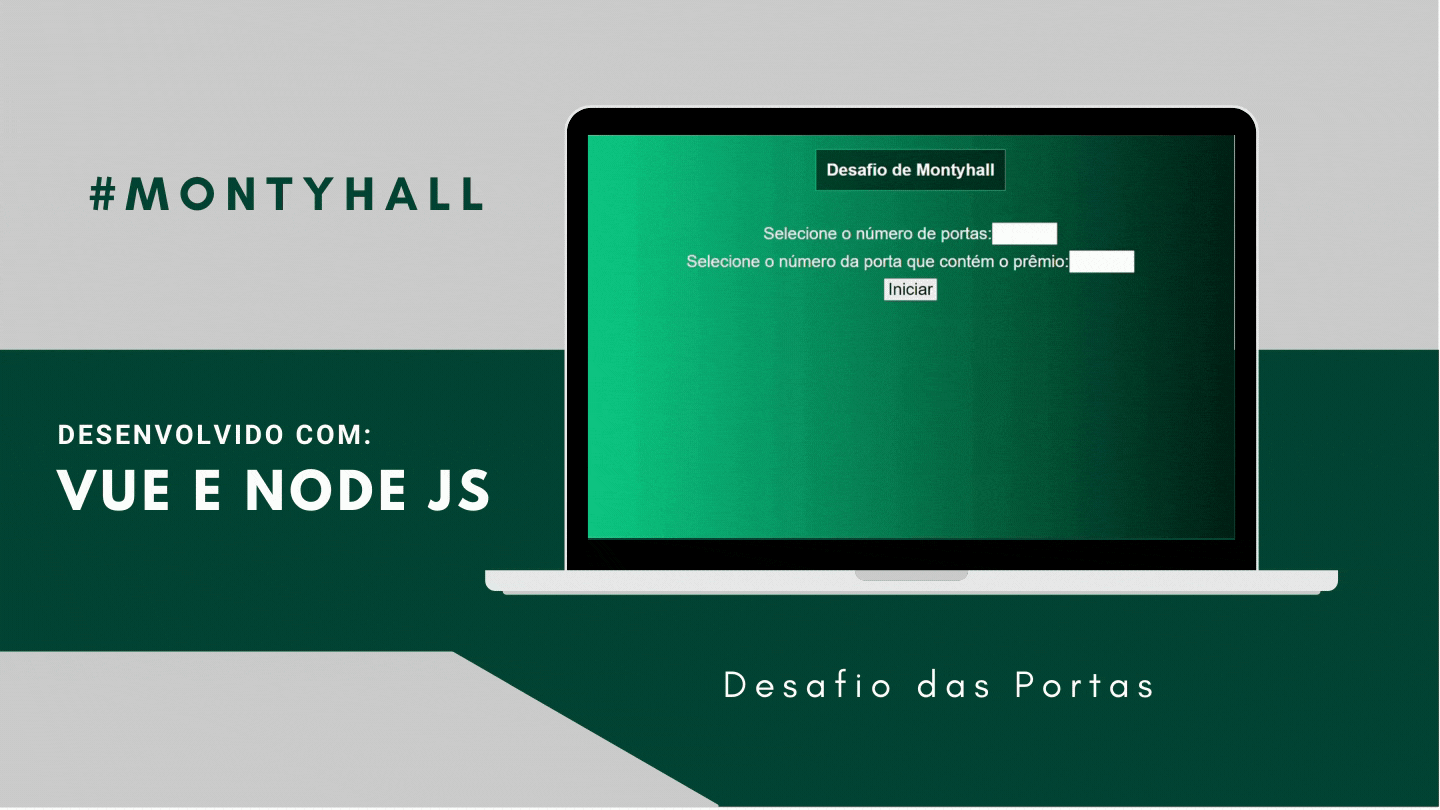 #MONTYHALL
DESENVOLVIDO COM:
VUE E NODE JS
Desafio de Montyhall
Selecione o número de portas:
Selecione o número da porta que contém o prêmio:
Iniciar
Desafio das Portas